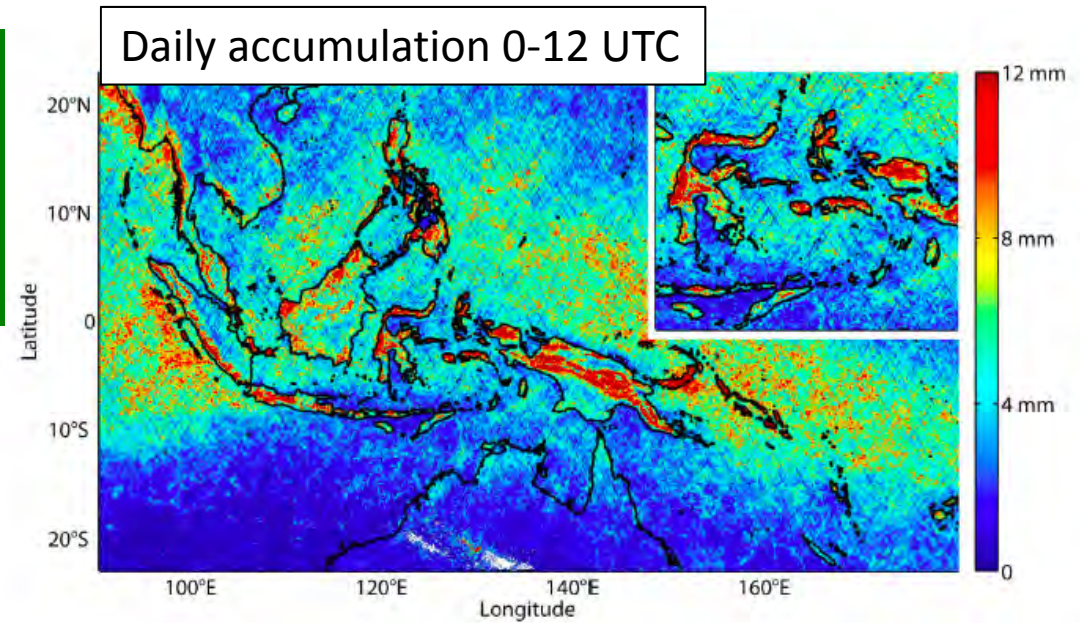 Daily accumulation 0-12 UTC
12 mm
8 mm
4 mm
0
20°N
10°N
0
10°S
20°S
Latitude
100°E
120°E
140°E
160°E
Longitude